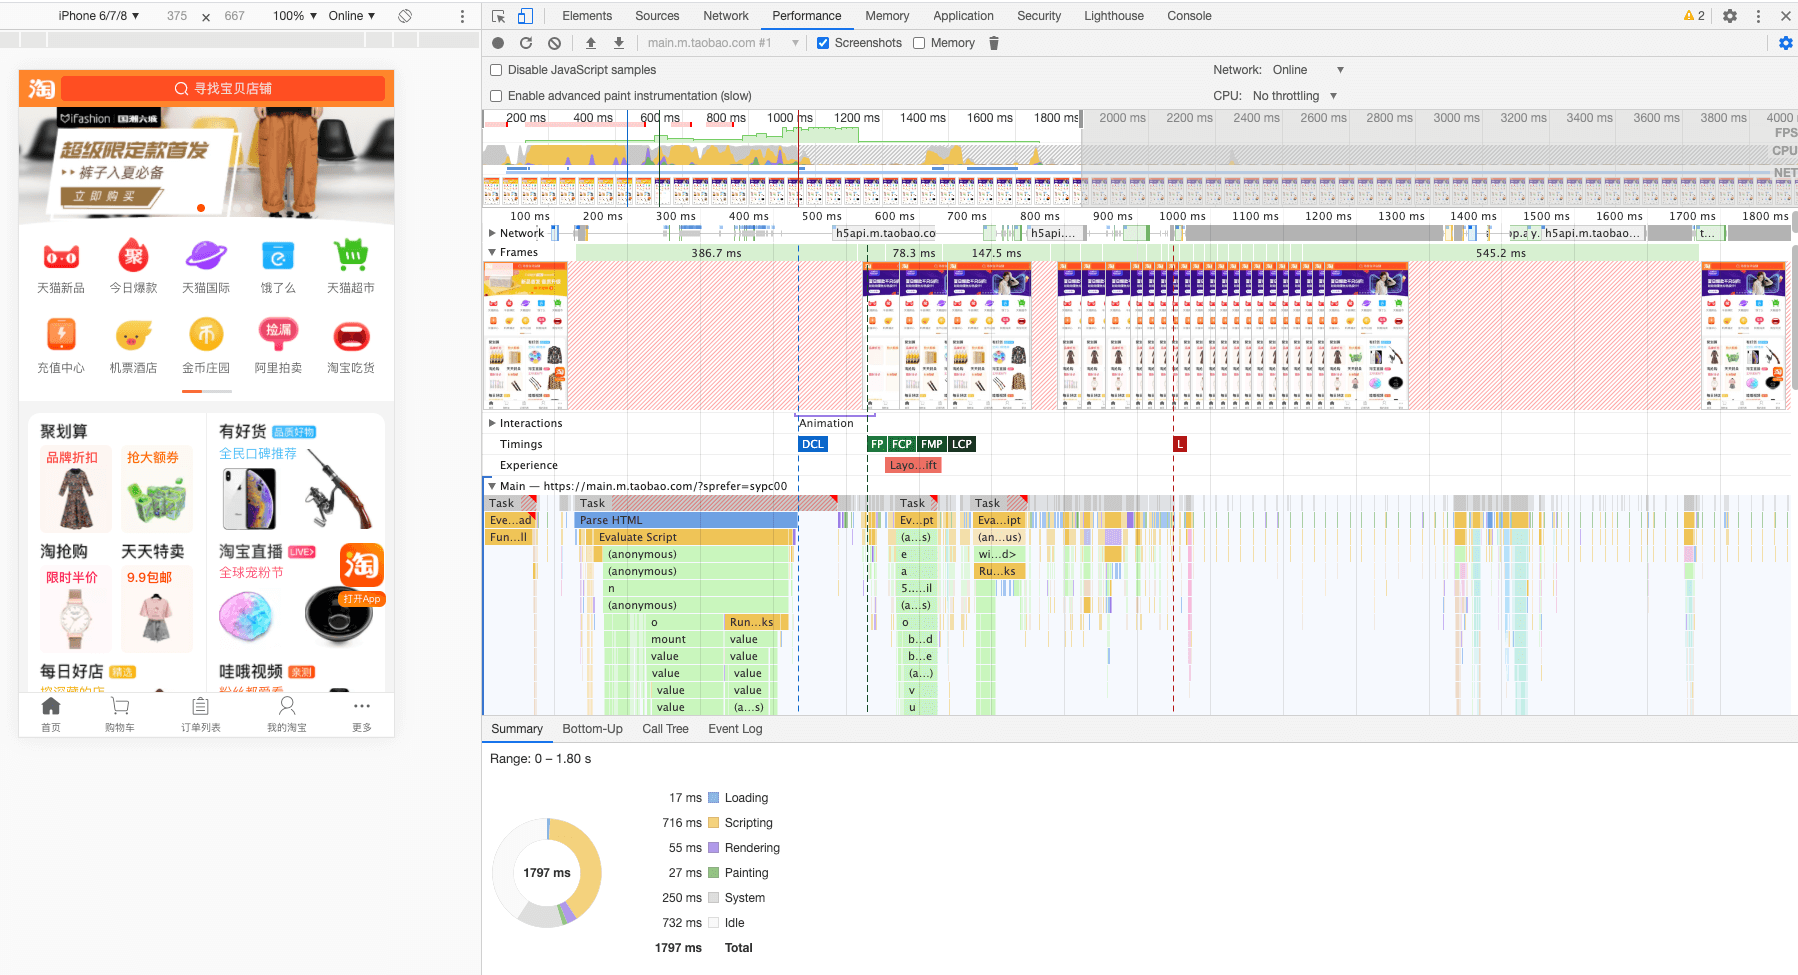 iPhone 6/7/8 ▼ 375 × 667 100% ▼ Online ▼
Elements Sources Network Performance Memory Application Security Lighthouse Console 2
main.m.taobao.com #1 ▼ Screenshots Memory
Disable JavaScript samples Network: Online ▼
Enable advanced paint instrumentation (slow) CPU: No throttling ▼
200 ms 400 ms 600 ms 800 ms 1000 ms 1200 ms 1400 ms 1600 ms 1800 ms 2000 ms 2200 ms 2400 ms 2600 ms 2800 ms 3000 ms 3200 ms 3400 ms 3600 ms 3800 ms 4000
FPS
CPU
NET
100 ms 200 ms 300 ms 400 ms 500 ms 600 ms 700 ms 800 ms 900 ms 1000 ms 1100 ms 1200 ms 1300 ms 1400 ms 1500 ms 1600 ms 1700 ms 1800 ms
Network h5api.m.taobao.co h5api.… h5api.m.taobao… t…
Frames 386.7 ms 78.3 ms 147.5 ms 545.2 ms
Interactions Animation
Timings DCL FP FCP FMP LCP L
Experience Layo…ift
Main — https://main.m.taobao.com/?sprefer=sypc00
Task Task Task Task
Eve…ad Parse HTML Ev…pt Eva…ipt
Fun…ll Evaluate Script (a…s) (an…us)
(anonymous) e wi…d>
(anonymous) a Ru…ks
n 5.…il
(anonymous) (a…s)
o Run…ks o
mount value b…d
value value b…e
value value (a…)
value value v
value (a…s) u
Summary Bottom-Up Call Tree Event Log
Range: 0 – 1.80 s
17 ms Loading
716 ms Scripting
55 ms Rendering
27 ms Painting
250 ms System
732 ms Idle
1797 ms Total
1797 ms
淘 寻找宝贝店铺
iFashion 国潮六城
超级限定款首发
裤子入夏必备
立即购买
天猫新品 今日爆款 天猫国际 饿了么 天猫超市
聚
充值中心 机票酒店 金币庄园 阿里拍卖 淘宝吃货
币 捡漏
聚划算 有好货 品质好物
品牌折扣 抢大额券 全民口碑推荐
淘抢购 天天特卖 淘宝直播 LIVE>
限时半价 9.9包邮 全球宠粉节
淘
打开App
每日好店 精选 哇哦视频 亲测
首页 购物车 订单列表 我的淘宝 更多